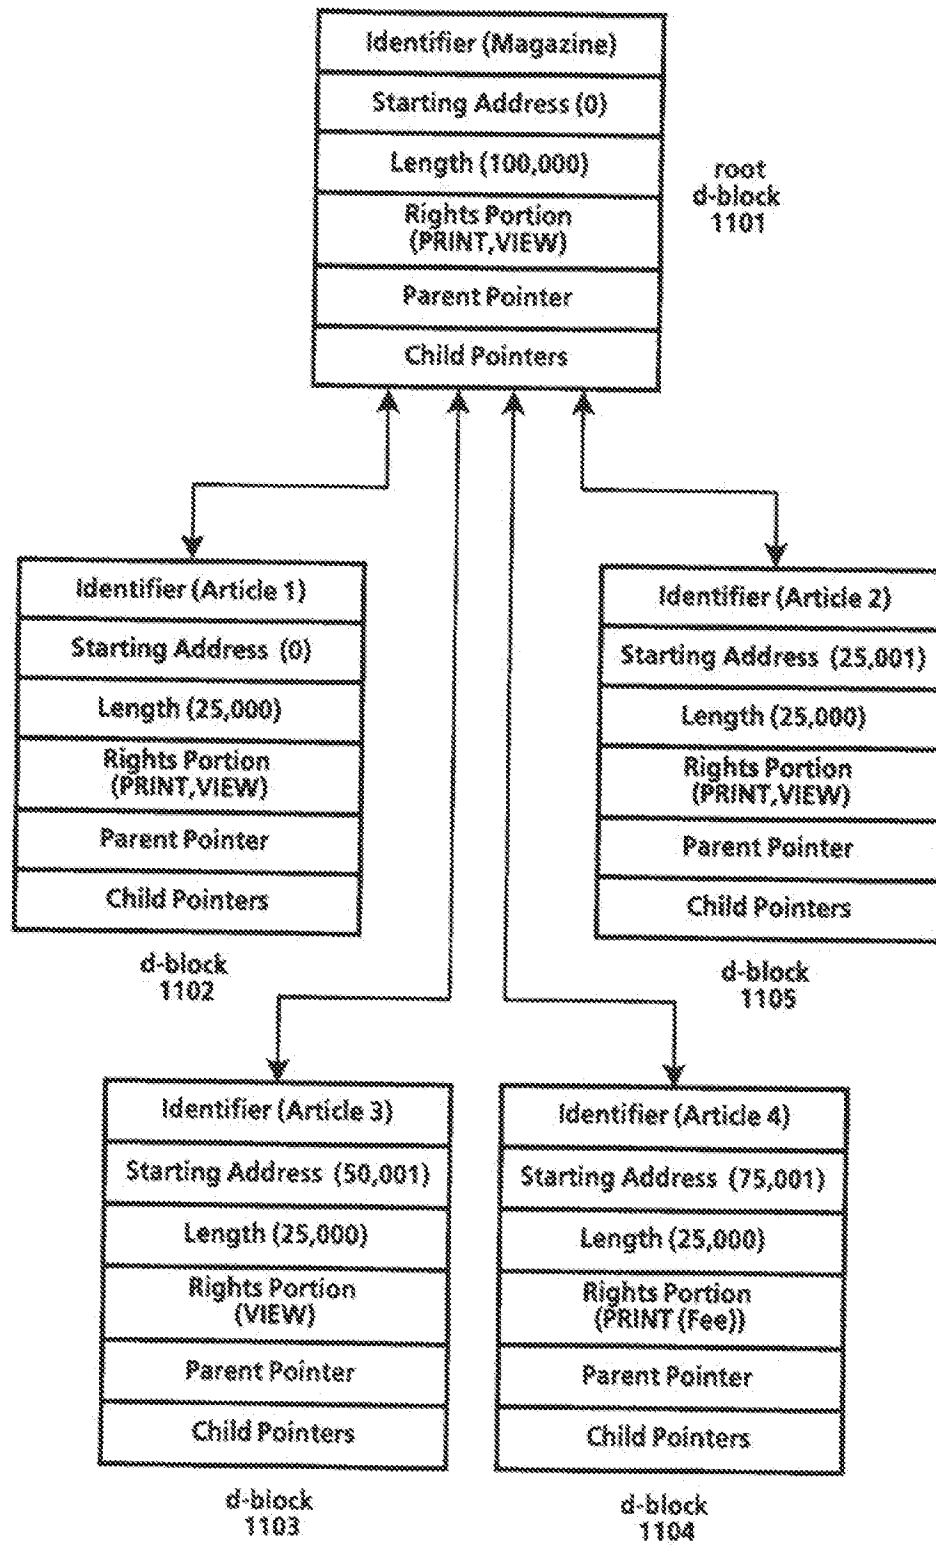 Identifier (Magazine)
Starting Address (0)
Length (100,000)
Rights Portion
(PRINT,VIEW)
Parent Pointer
Child Pointers
root
d-block
1101
Identifier (Article 1)
Starting Address (0)
Length (25,000)
Rights Portion
(PRINT,VIEW)
Parent Pointer
Child Pointers
d-block
1102
Identifier (Article 2)
Starting Address (25,001)
Length (25,000)
Rights Portion
(PRINT,VIEW)
Parent Pointer
Child Pointers
d-block
1105
Identifier (Article 3)
Starting Address (50,001)
Length (25,000)
Rights Portion
(VIEW)
Parent Pointer
Child Pointers
d-block
1103
Identifier (Article 4)
Starting Address (75,001)
Length (25,000)
Rights Portion
(PRINT (Fee))
Parent Pointer
Child Pointers
d-block
1104